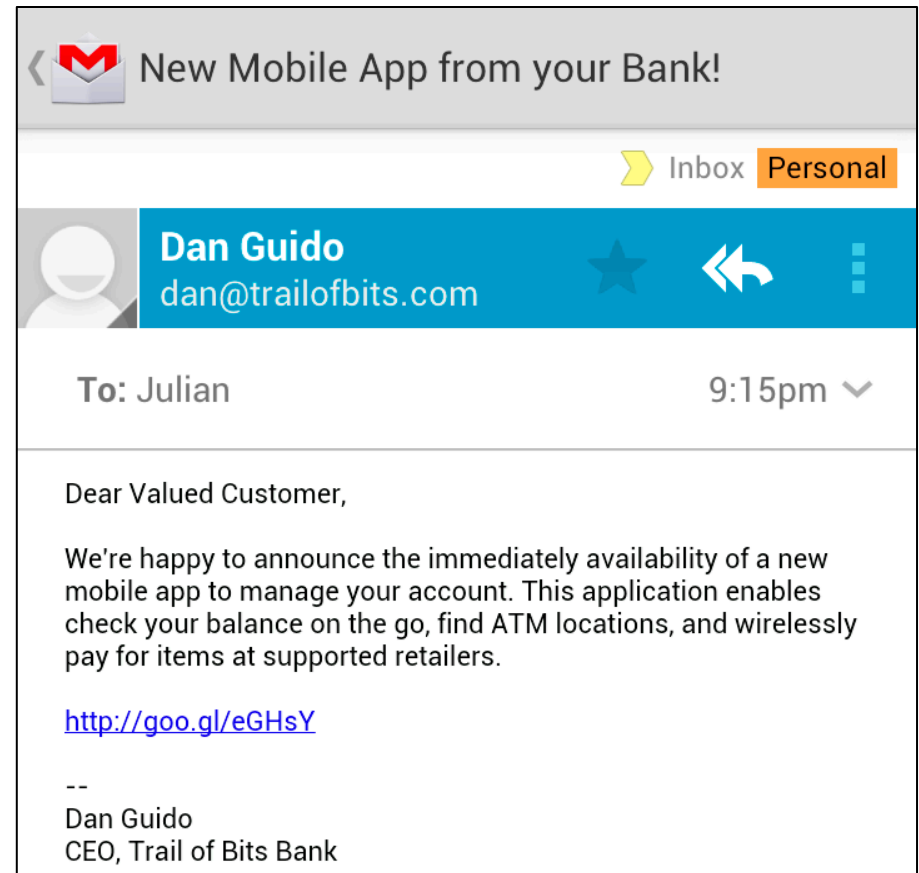 New Mobile App from your Bank!
Inbox Personal
Dan Guido
dan@trailofbits.com
To: Julian 9:15pm
Dear Valued Customer,
We're happy to announce the immediately availability of a new
mobile app to manage your account. This application enables
check your balance on the go, find ATM locations, and wirelessly
pay for items at supported retailers.
http://goo.gl/eGHsY
--
Dan Guido
CEO, Trail of Bits Bank